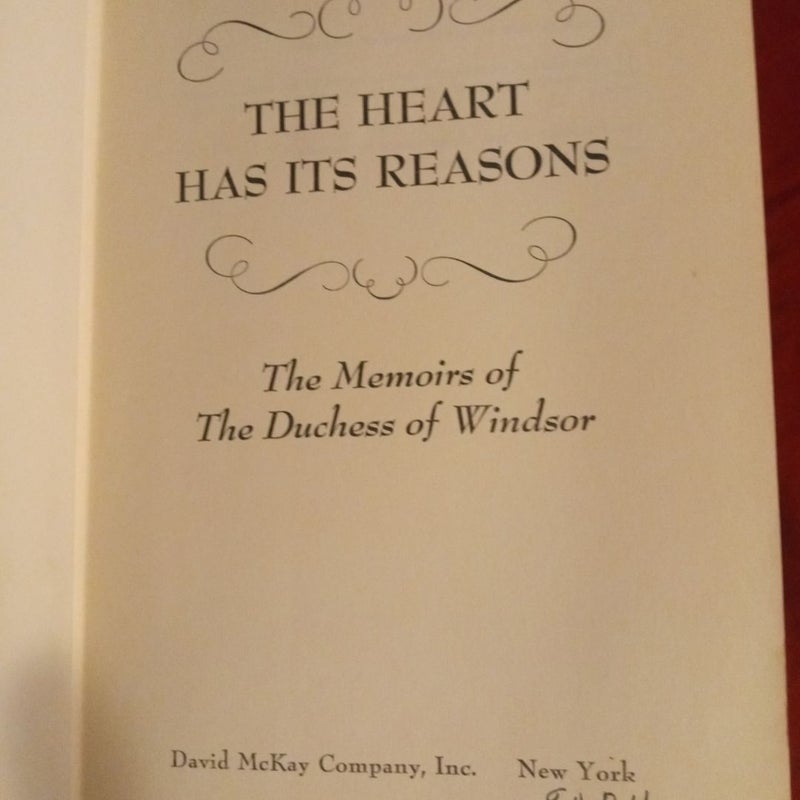 THE HEART
HAS ITS REASONS
The Memoirs of
The Duchess of Windsor
David McKay Company, Inc. New York